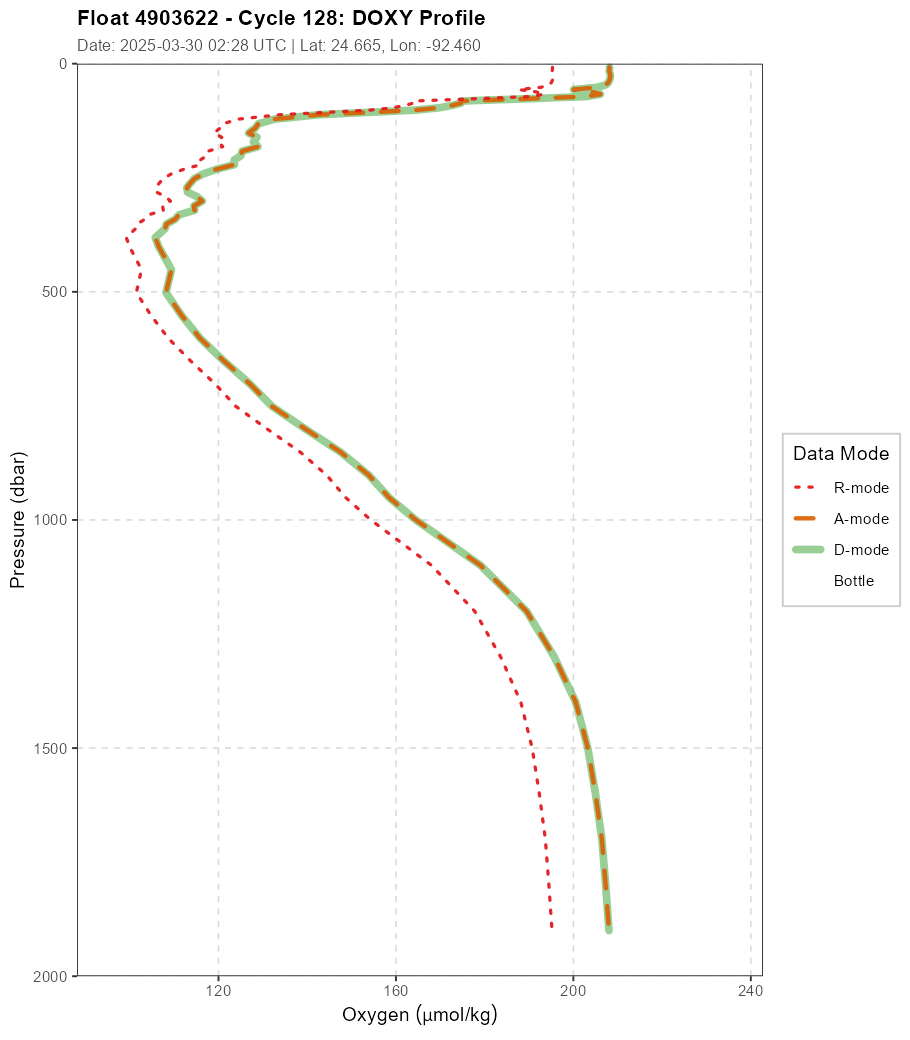 Float 4903622 - Cycle 128: DOXY Profile
Date: 2025-03-30 02:28 UTC | Lat: 24.665, Lon: -92.460
0
500
1000
1500
2000
Pressure (dbar)
120
160
200
240
Oxygen (µmol/kg)
Data Mode
R-mode
A-mode
D-mode
Bottle